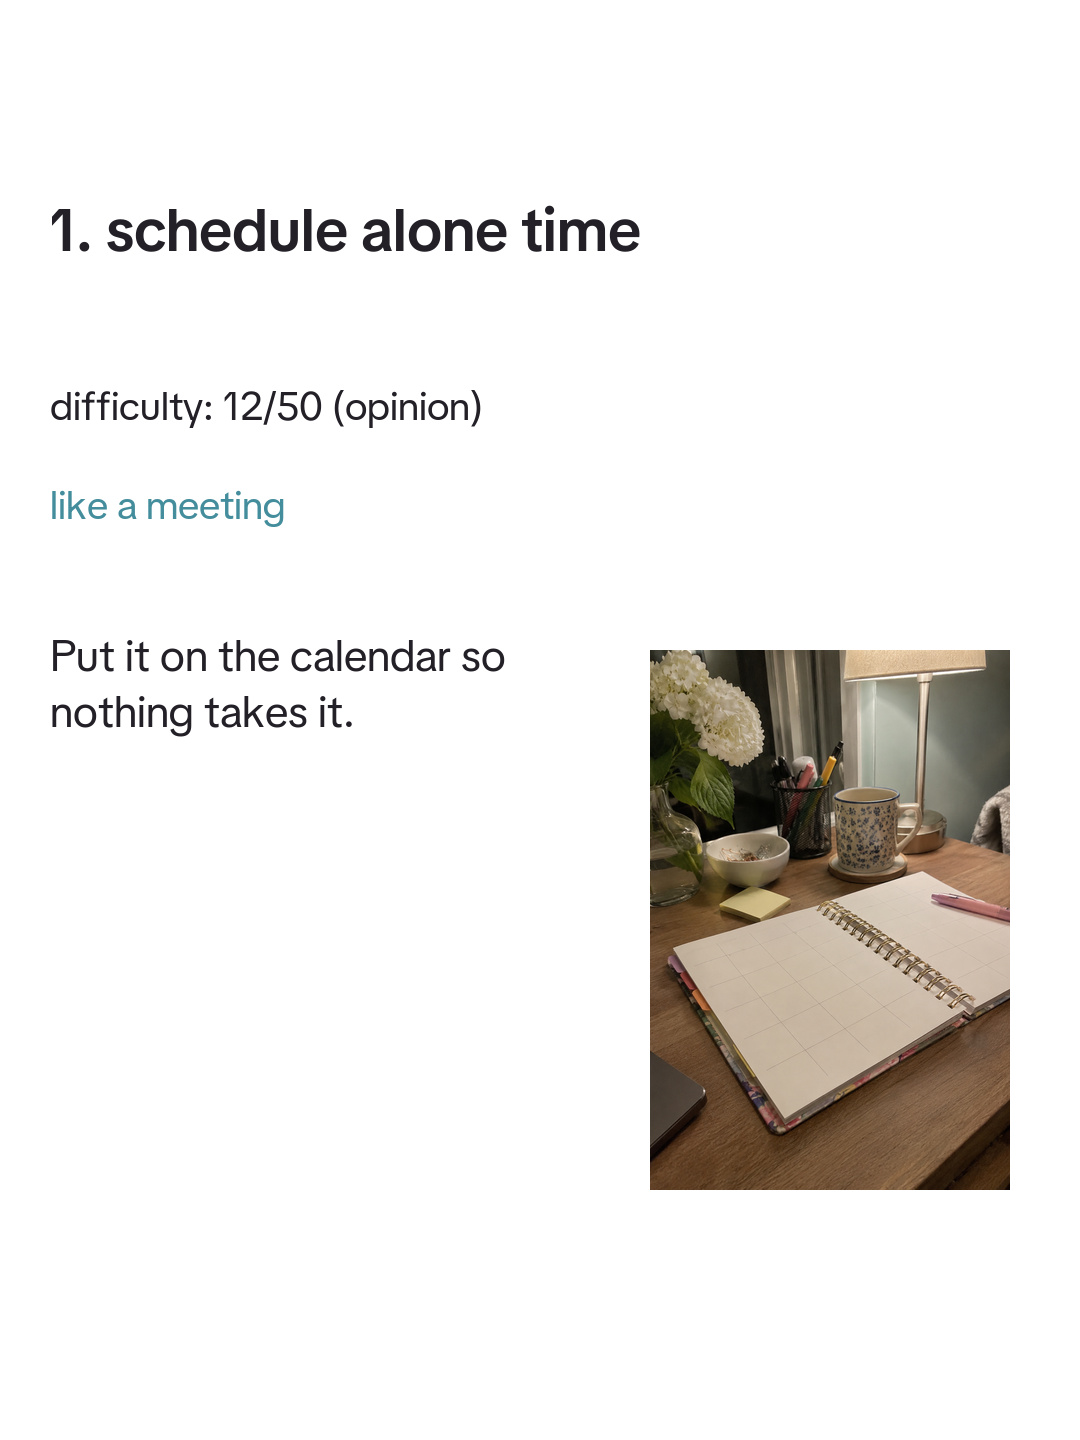 1. schedule alone time
difficulty: 12/50 (opinion)
like a meeting
Put it on the calendar so
nothing takes it.